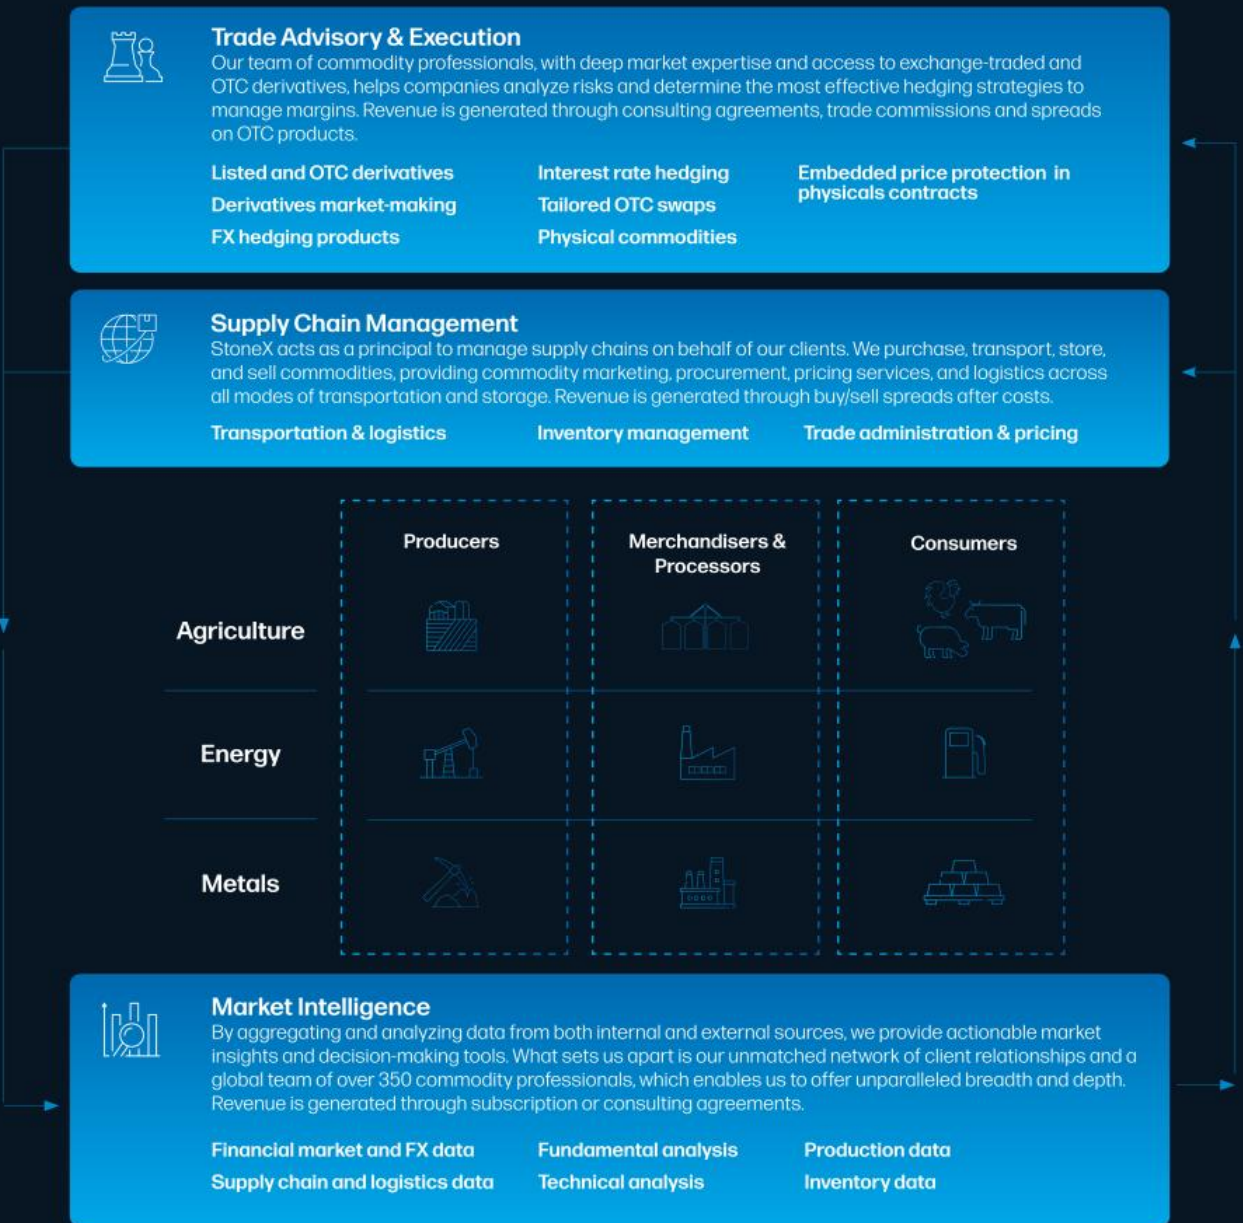 Trade Advisory & Execution
Our team of commodity professionals, with deep market expertise and access to exchange-traded and
OTC derivatives, helps companies analyze risks and determine the most effective hedging strategies to
manage margins. Revenue is generated through consulting agreements, trade commissions and spreads
on OTC products.
Listed and OTC derivatives
Derivatives market-making
FX hedging products
Interest rate hedging
Tailored OTC swaps
Physical commodities
Embedded price protection in
physicals contracts
Supply Chain Management
StoneX acts as a principal to manage supply chains on behalf of our clients. We purchase, transport, store,
and sell commodities, providing commodity marketing, procurement, pricing services, and logistics across
all modes of transportation and storage. Revenue is generated through buy/sell spreads after costs.
Transportation & logistics
Inventory management
Trade administration & pricing
Producers
Merchandisers &
Processors
Consumers
Agriculture
Energy
Metals
Market Intelligence
By aggregating and analyzing data from both internal and external sources, we provide actionable market
insights and decision-making tools. What sets us apart is our unmatched network of client relationships and a
global team of over 350 commodity professionals, which enables us to offer unparalleled breadth and depth.
Revenue is generated through subscription or consulting agreements.
Financial market and FX data
Supply chain and logistics data
Fundamental analysis
Technical analysis
Production data
Inventory data